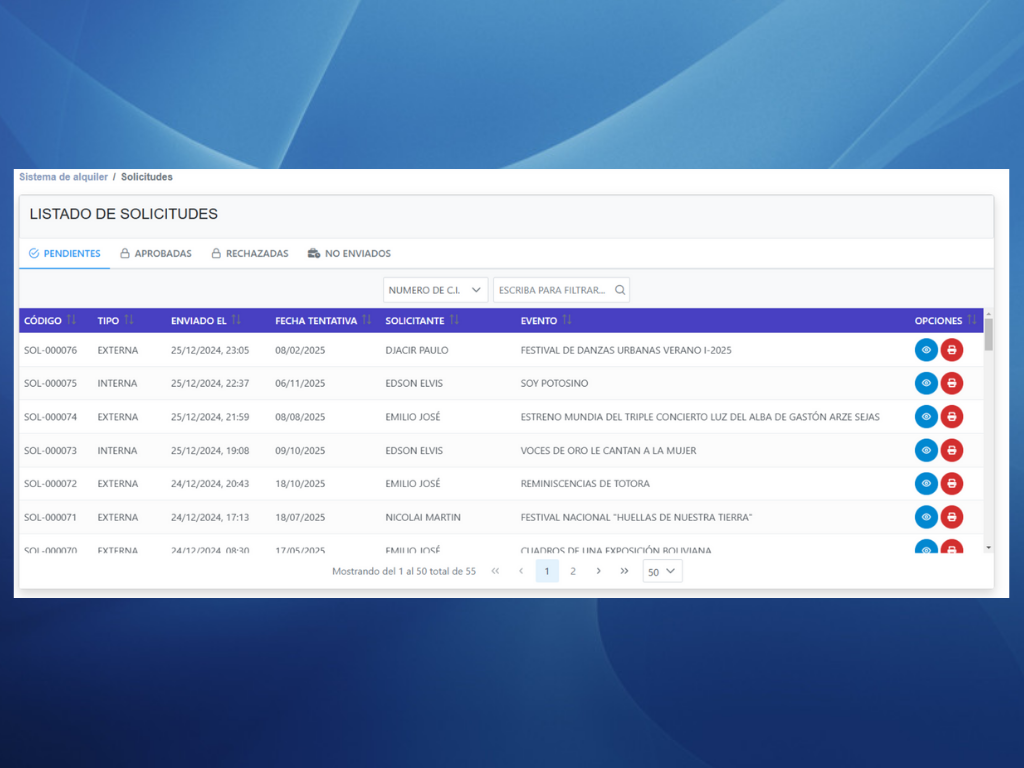 Sistema de alquiler / Solicitudes
LISTADO DE SOLICITUDES
PENDIENTES APROBADAS RECHAZADAS NO ENVIADOS
NUMERO DE C.I. ESCRIBA PARA FILTRAR...
CÓDIGO TIPO ENVIADO EL FECHA TENTATIVA SOLICITANTE EVENTO OPCIONES
SOL-000076 EXTERNA 25/12/2024, 23:05 08/02/2025 DJACIR PAULO FESTIVAL DE DANZAS URBANAS VERANO I-2025
SOL-000075 INTERNA 25/12/2024, 22:37 06/11/2025 EDSON ELVIS SOY POTOSINO
SOL-000074 EXTERNA 25/12/2024, 21:59 08/08/2025 EMILIO JOSÉ ESTRENO MUNDIA DEL TRIPLE CONCIERTO LUZ DEL ALBA DE GASTÓN ARZE SEJAS
SOL-000073 INTERNA 25/12/2024, 19:08 09/10/2025 EDSON ELVIS VOCES DE ORO LE CANTAN A LA MUJER
SOL-000072 EXTERNA 24/12/2024, 20:43 18/10/2025 EMILIO JOSÉ REMINISCENCIAS DE TOTORA
SOL-000071 EXTERNA 24/12/2024, 17:13 18/07/2025 NICOLAI MARTIN FESTIVAL NACIONAL "HUELLAS DE NUESTRA TIERRA"
SOL-000070 EXTERNA 24/12/2024, 08:30 17/05/2025 EMILIO JOSÉ CUADROS DE UNA EXPOSICIÓN BOLIVIANA
Mostrando del 1 al 50 total de 55 « ‹ 1 2 › » 50